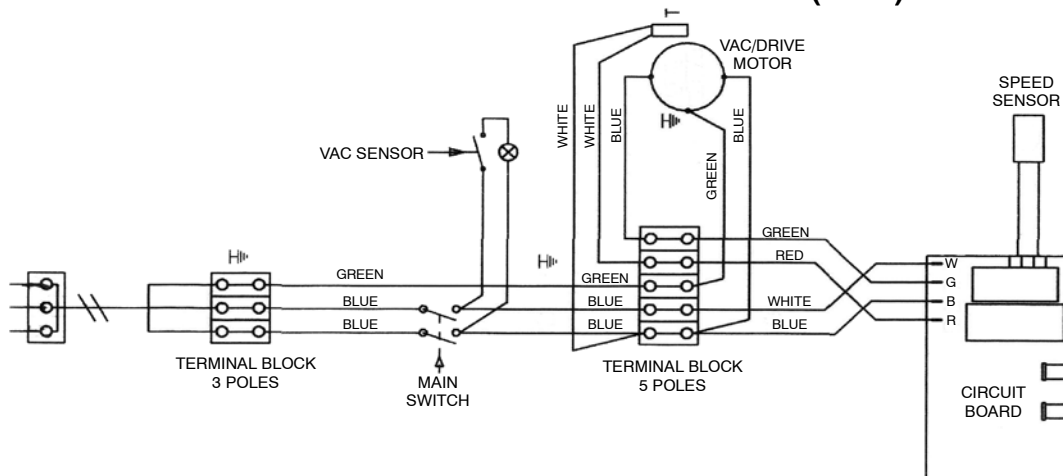 VAC/DRIVE
MOTOR
T
SPEED
SENSOR
WHITE
WHITE
BLUE
BLUE
GREEN
VAC SENSOR
GREEN
RED
WHITE
BLUE
W
G
B
R
GREEN
BLUE
BLUE
GREEN
BLUE
BLUE
TERMINAL BLOCK
3 POLES
MAIN
SWITCH
TERMINAL BLOCK
5 POLES
CIRCUIT
BOARD